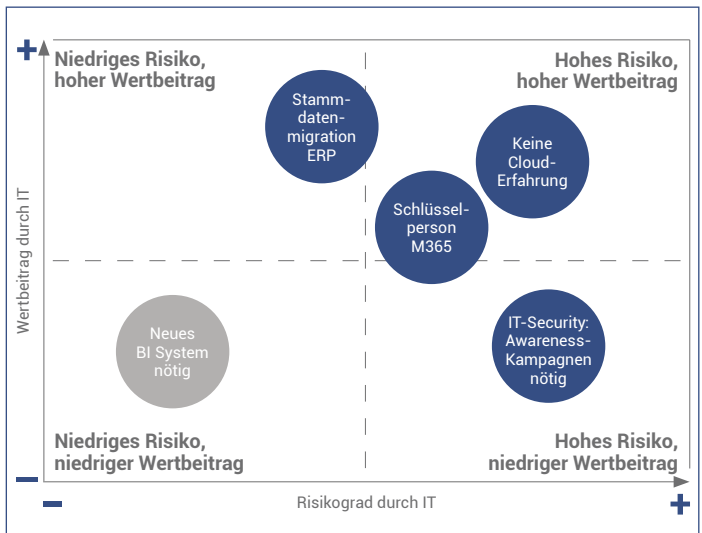 +
Niedriges Risiko,
hoher Wertbeitrag
Hohes Risiko,
hoher Wertbeitrag
Stamm-
daten-
migration
ERP
Keine
Cloud-
Erfahrung
Schlüssel-
person
M365
Wertbeitrag durch IT
Neues
BI System
nötig
IT-Security:
Awareness-
Kampagnen
nötig
Niedriges Risiko,
niedriger Wertbeitrag
Hohes Risiko,
niedriger Wertbeitrag
−
−
Risikograd durch IT
+